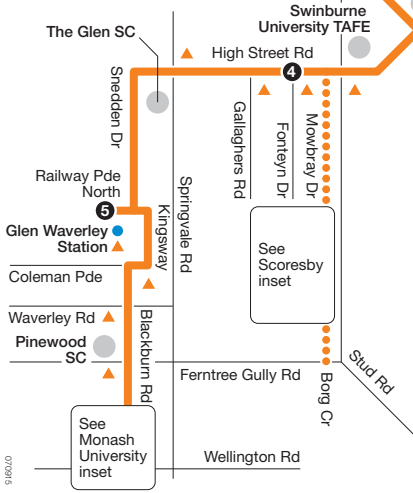 Swinburne
University TAFE
The Glen SC
High Street Rd
4
Snedden Dr
Gallaghers Rd
Fonteyn Dr
Mowbray Dr
Railway Pde
North
5
Kingsway
Springvale Rd
Glen Waverley
Station
See
Scoresby
inset
Coleman Pde
Waverley Rd
Blackburn Rd
Pinewood
SC
Ferntree Gully Rd
Borg Cr
Stud Rd
See
Monash
University
inset
Wellington Rd
070915